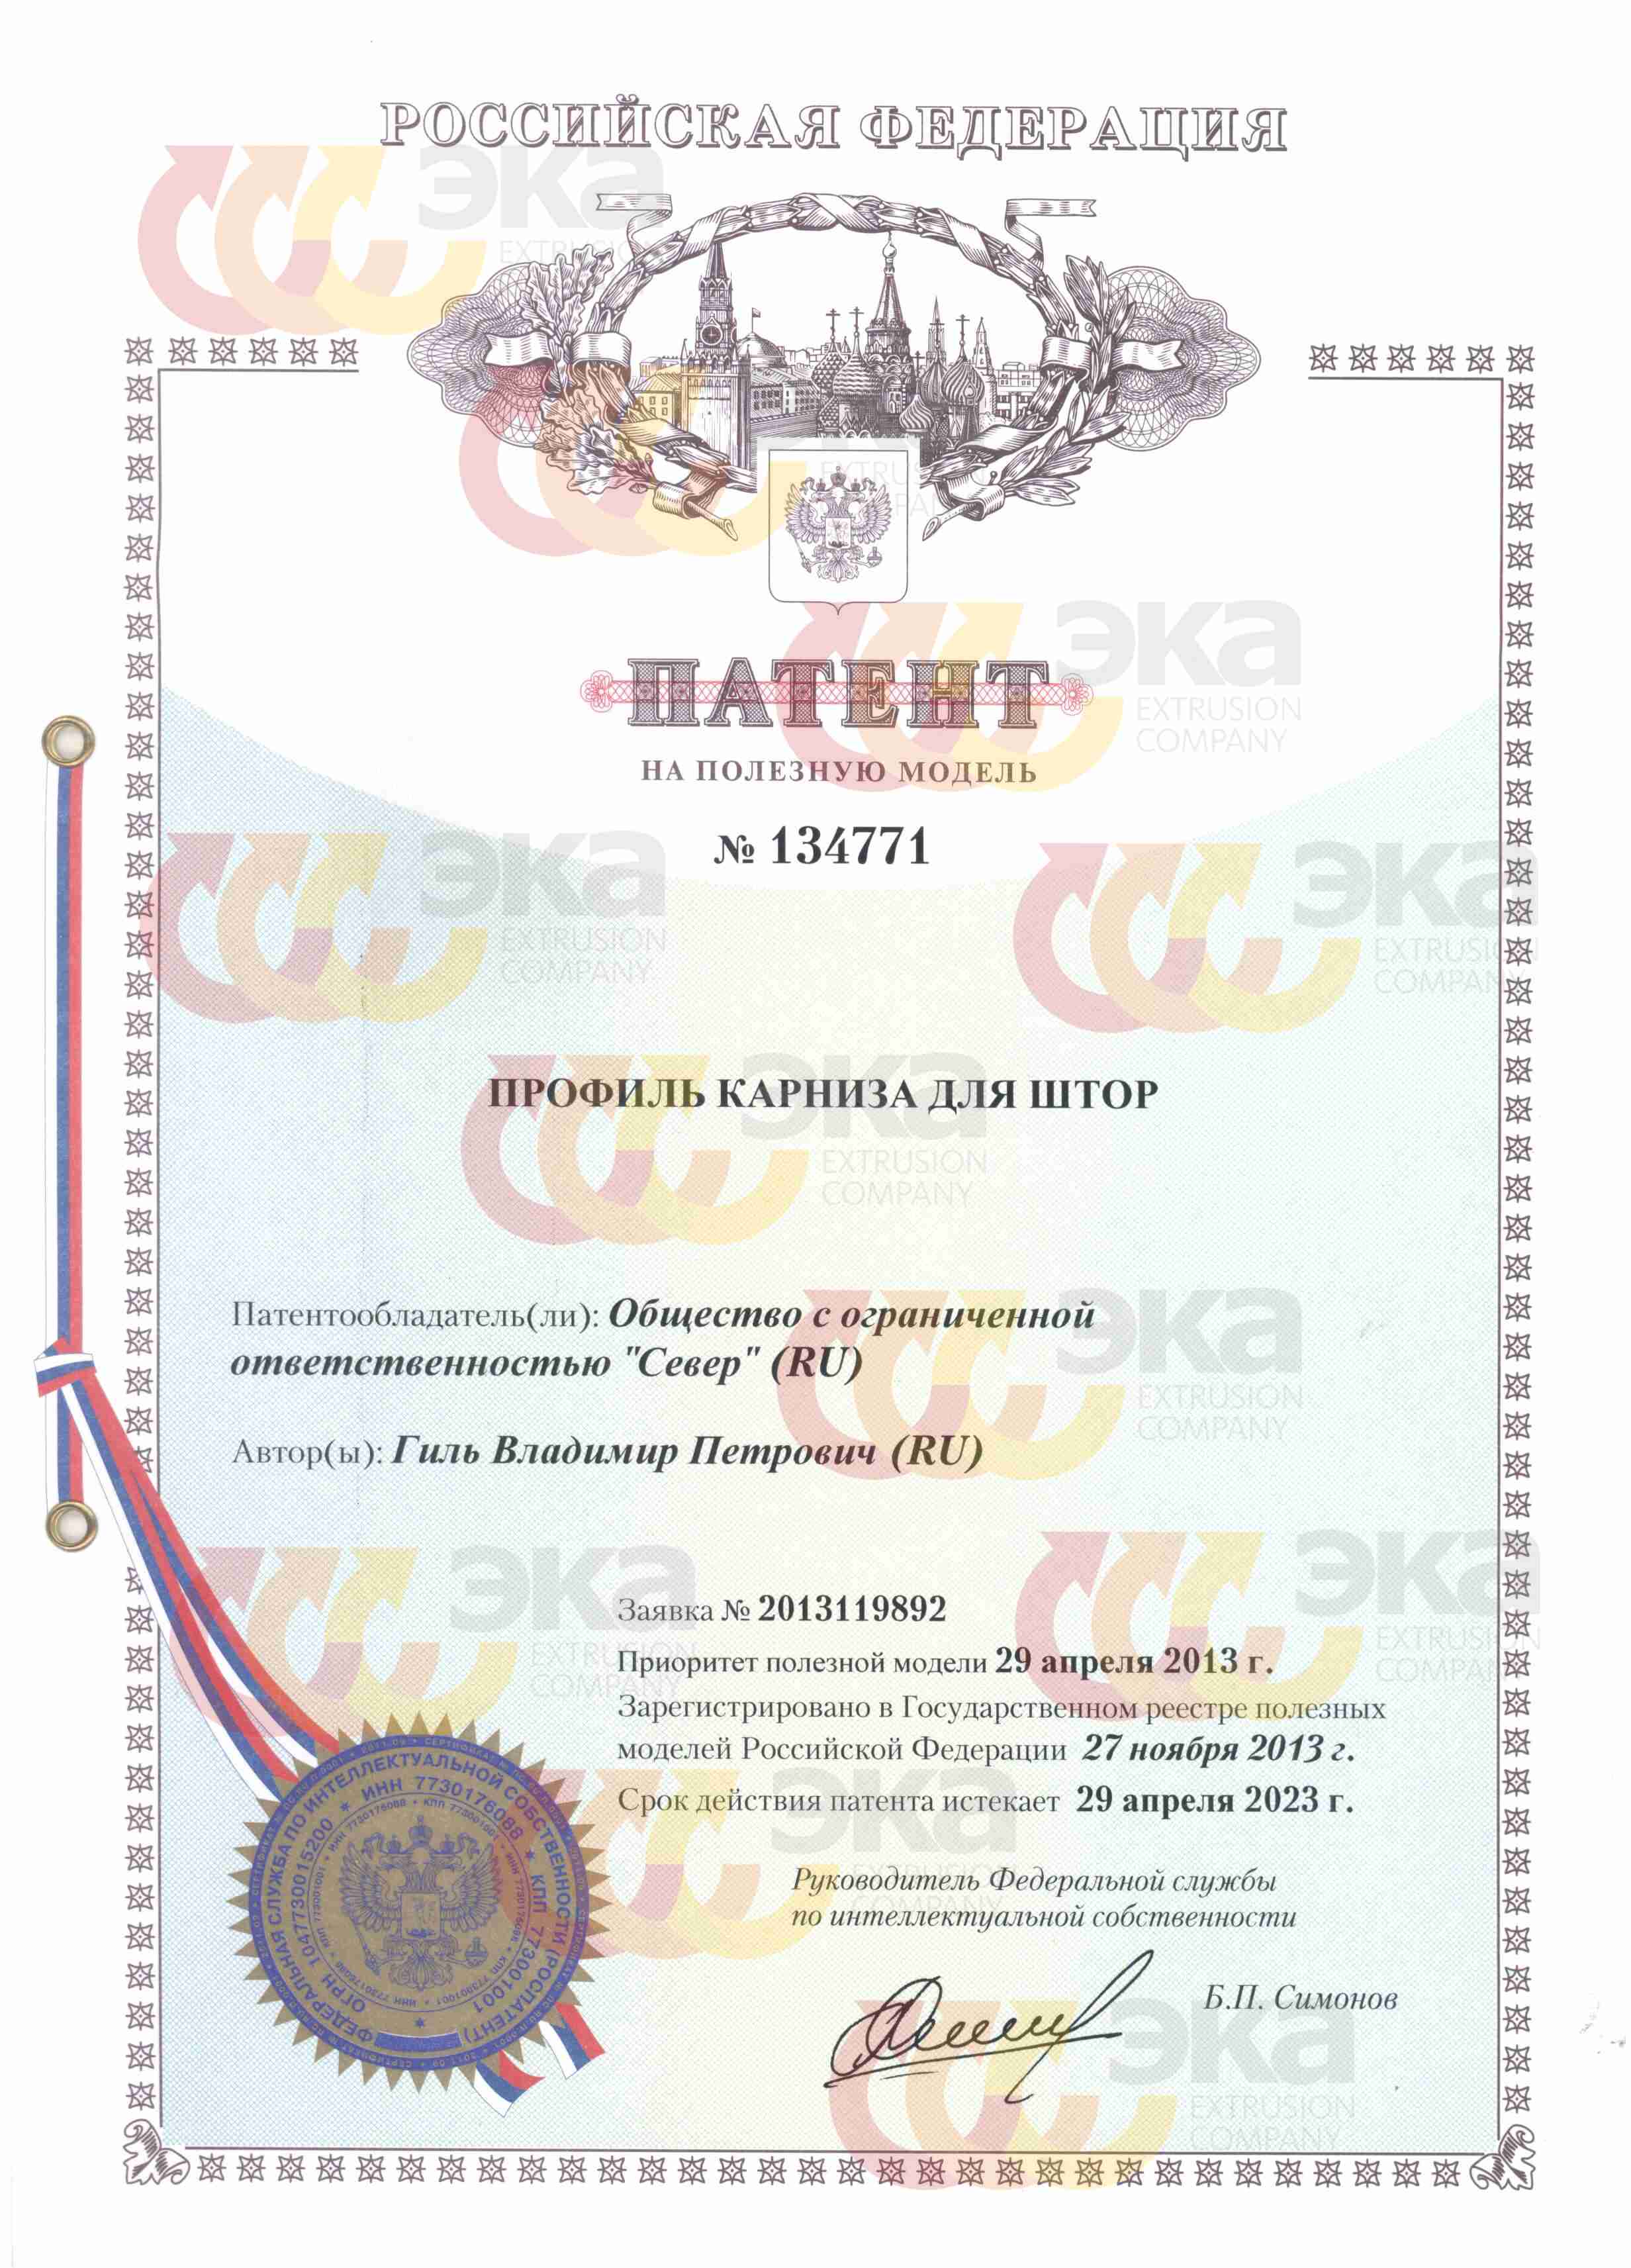 РОССИЙСКАЯ ФЕДЕРАЦИЯ
ПАТЕНТ
НА ПОЛЕЗНУЮ МОДЕЛЬ
№ 134771
ПРОФИЛЬ КАРНИЗА ДЛЯ ШТОР
Патентообладатель(ли): Общество с ограниченной
ответственностью "Север" (RU)
Автор(ы): Гиль Владимир Петрович (RU)
Заявка № 2013119892
Приоритет полезной модели 29 апреля 2013 г.
Зарегистрировано в Государственном реестре полезных
моделей Российской Федерации 27 ноября 2013 г.
Срок действия патента истекает 29 апреля 2023 г.
Руководитель Федеральной службы
по интеллектуальной собственности
Б.П. Симонов
ФЕДЕРАЛЬНАЯ СЛУЖБА ПО ИНТЕЛЛЕКТУАЛЬНОЙ СОБСТВЕННОСТИ (РОСПАТЕНТ)
ОГРН 1047730015200 * ИНН 7730176088 * КПП 773001001
эка
EXTRUSION
COMPANY